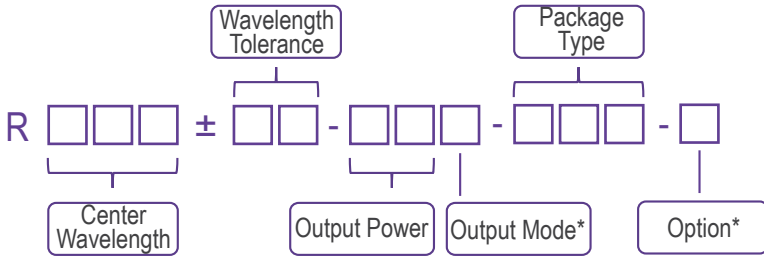 Wavelength
Tolerance
Package
Type
R ± - - -
Center
Wavelength
Output Power
Output Mode*
Option*